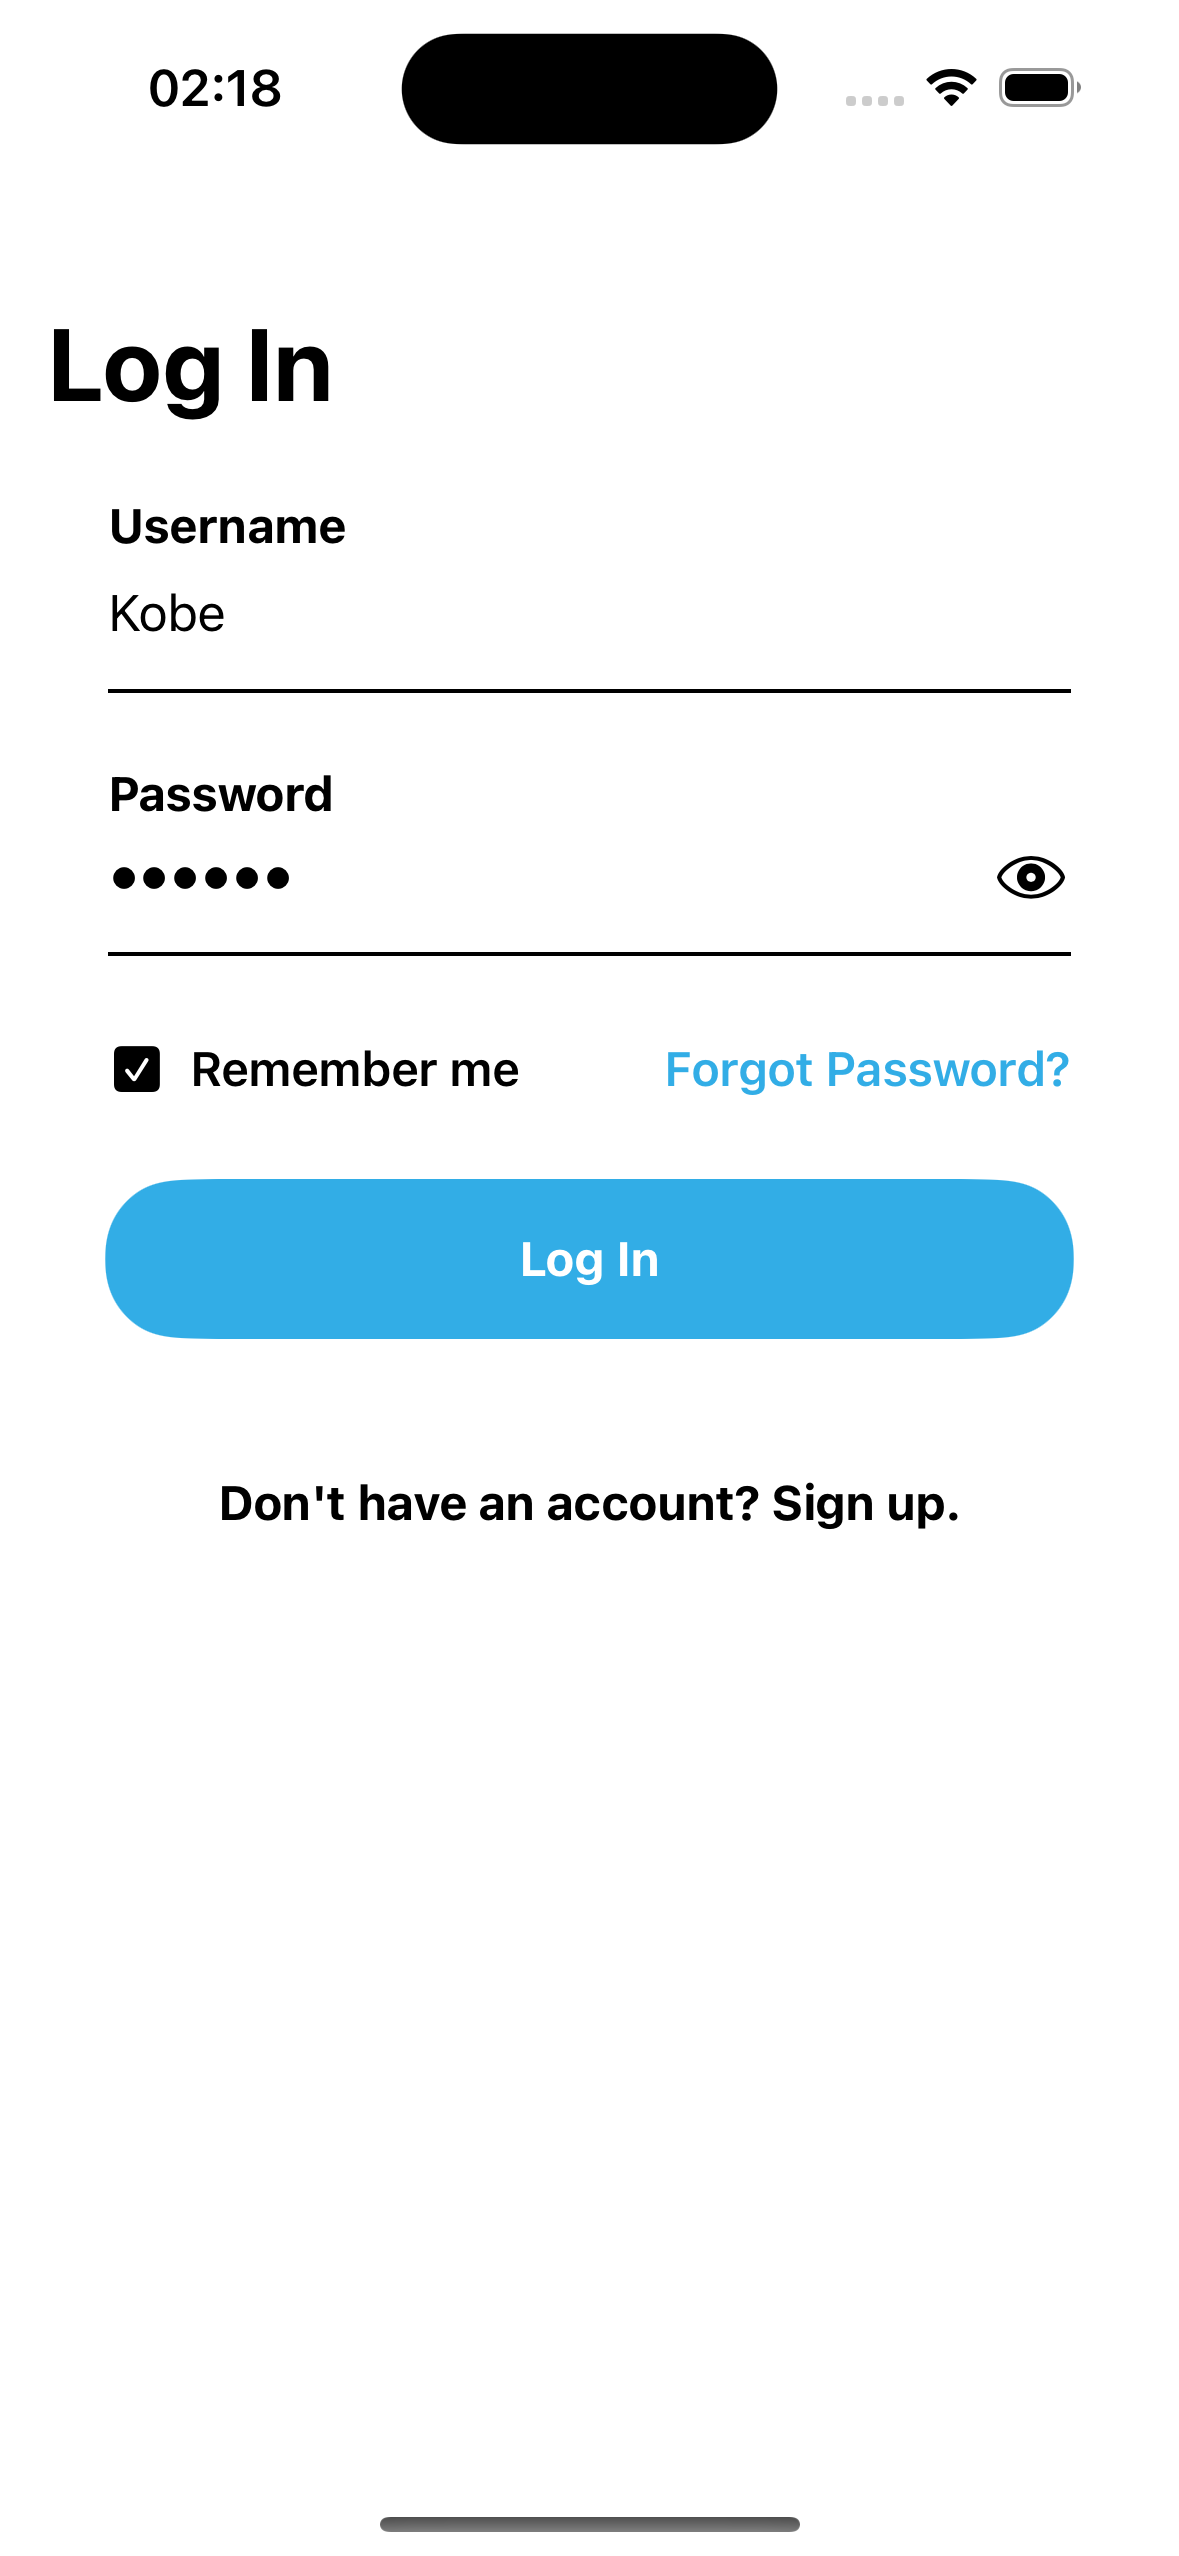 02:18
Log In
Username
Kobe
Password
••••••
Remember me
Forgot Password?
Log In
Don't have an account? Sign up.